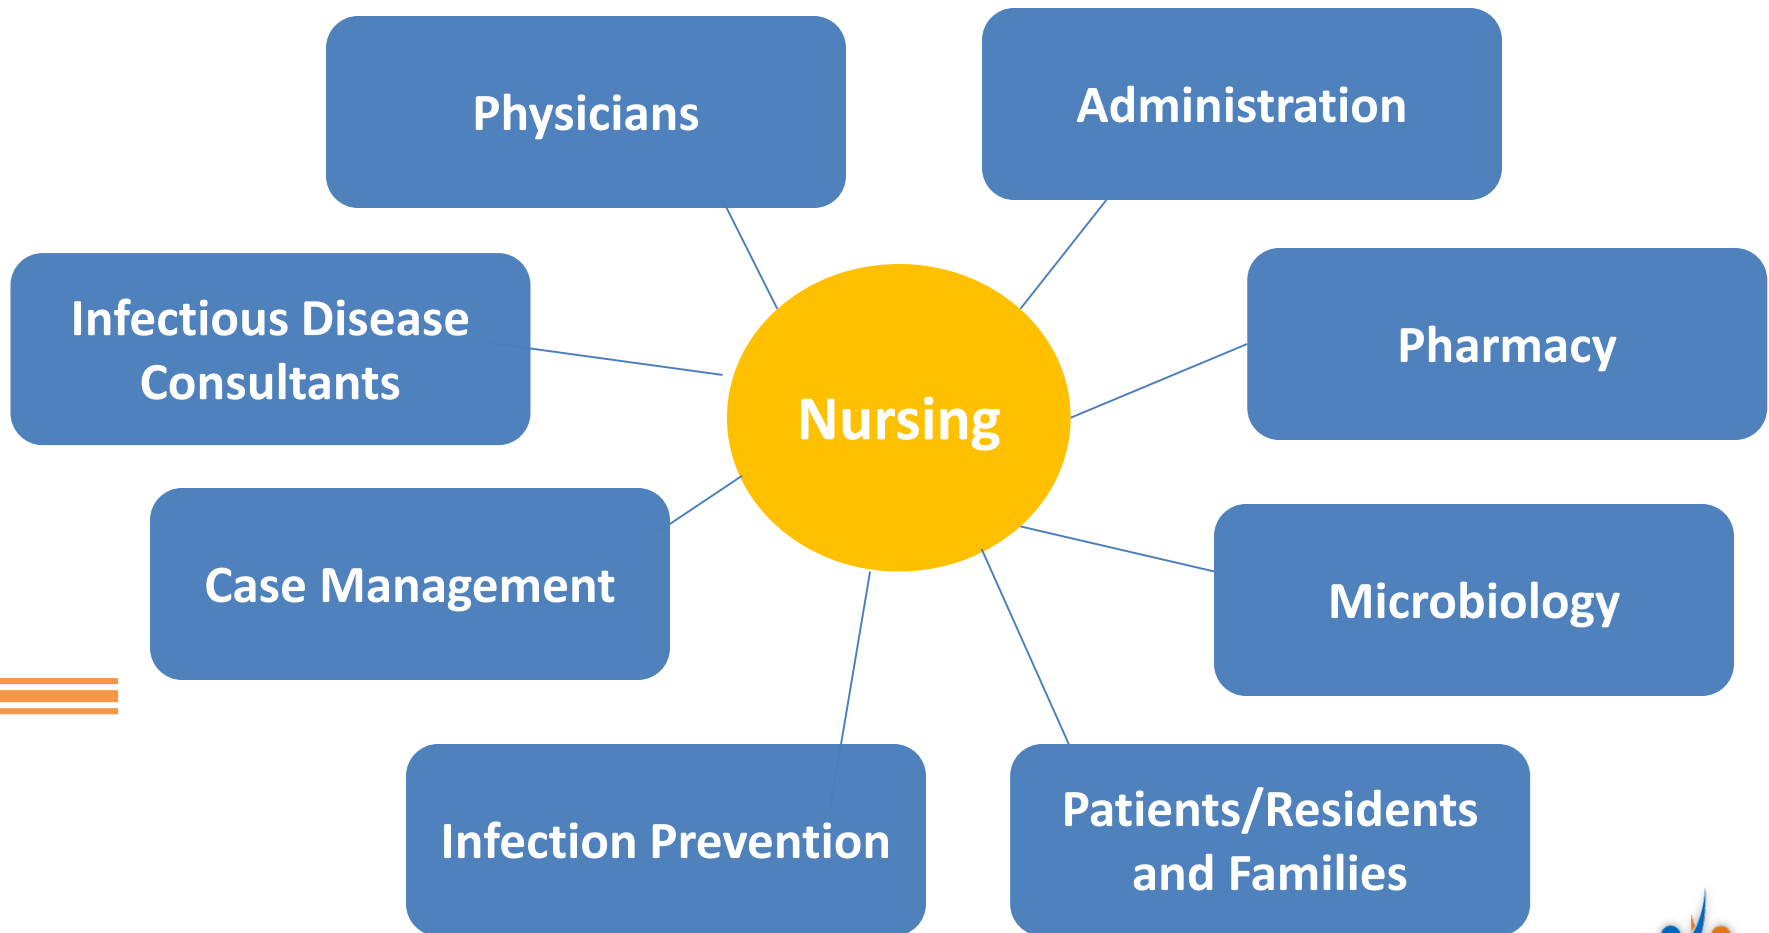 Physicians
Administration
Infectious Disease
Consultants
Pharmacy
Nursing
Case Management
Microbiology
Infection Prevention
Patients/Residents
and Families